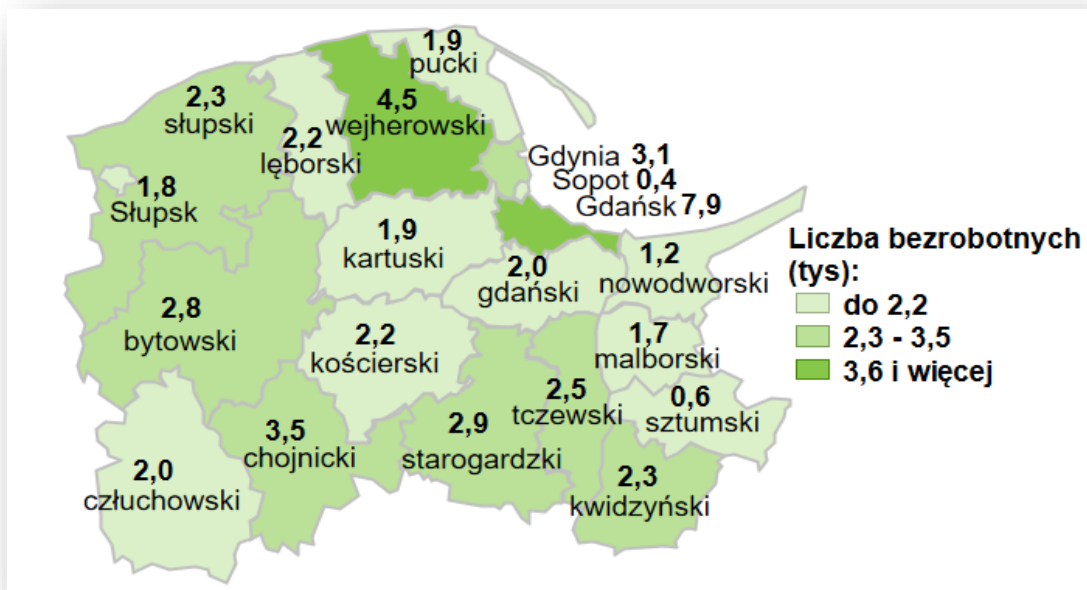 1,9
pucki
2,3
słupski
4,5
wejherowski
2,2
lęborski
Gdynia 3,1
Sopot 0,4
Gdańsk 7,9
1,8
Słupsk
1,9
kartuski
2,0
gdański
1,2
nowodworski
Liczba bezrobotnych
(tys):
do 2,2
2,3 - 3,5
3,6 i więcej
2,8
bytowski
2,2
kościerski
1,7
malborski
2,5
tczewski
0,6
sztumski
3,5
chojnicki
2,9
starogardzki
2,0
człuchowski
2,3
kwidzyński